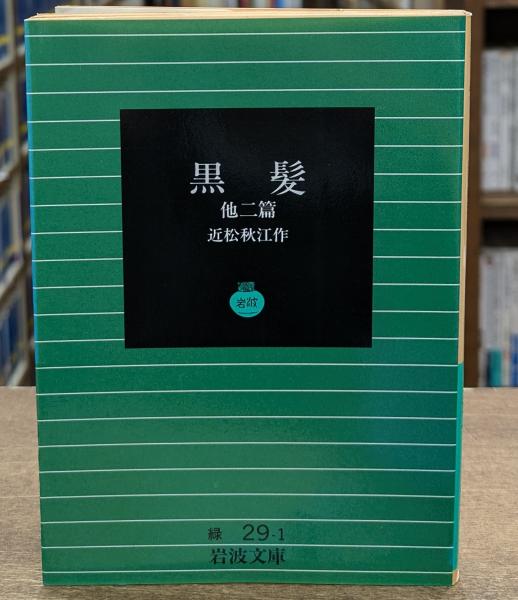 黒髪
他二篇
近松秋江作
岩波
緑 29-1
岩波文庫